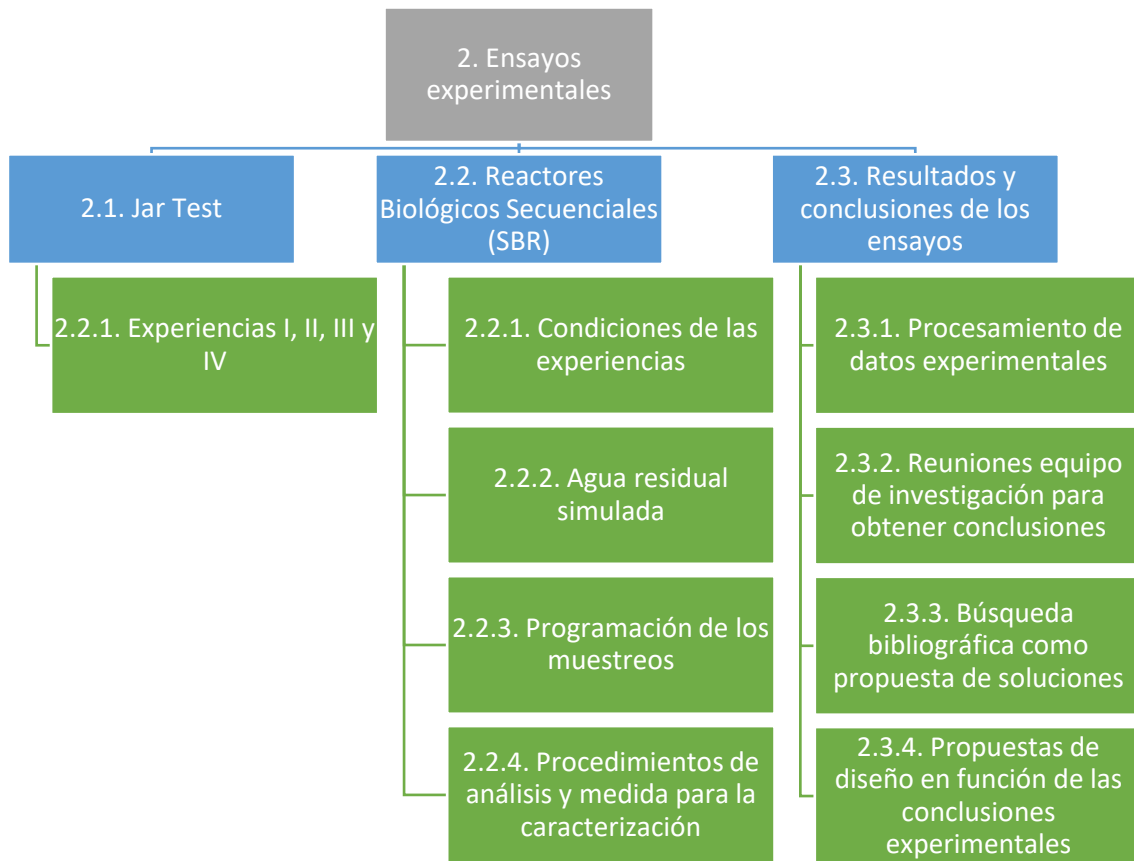 2. Ensayos
experimentales
2.1. Jar Test
2.2.1. Experiencias I, II, III y
IV
2.2. Reactores
Biológicos Secuenciales
(SBR)
2.2.1. Condiciones de las
experiencias
2.2.2. Agua residual
simulada
2.2.3. Programación de los
muestreos
2.2.4. Procedimientos de
análisis y medida para la
caracterización
2.3. Resultados y
conclusiones de los
ensayos
2.3.1. Procesamiento de
datos experimentales
2.3.2. Reuniones equipo
de investigación para
obtener conclusiones
2.3.3. Búsqueda
bibliográfica como
propuesta de soluciones
2.3.4. Propuestas de
diseño en función de las
conclusiones
experimentales